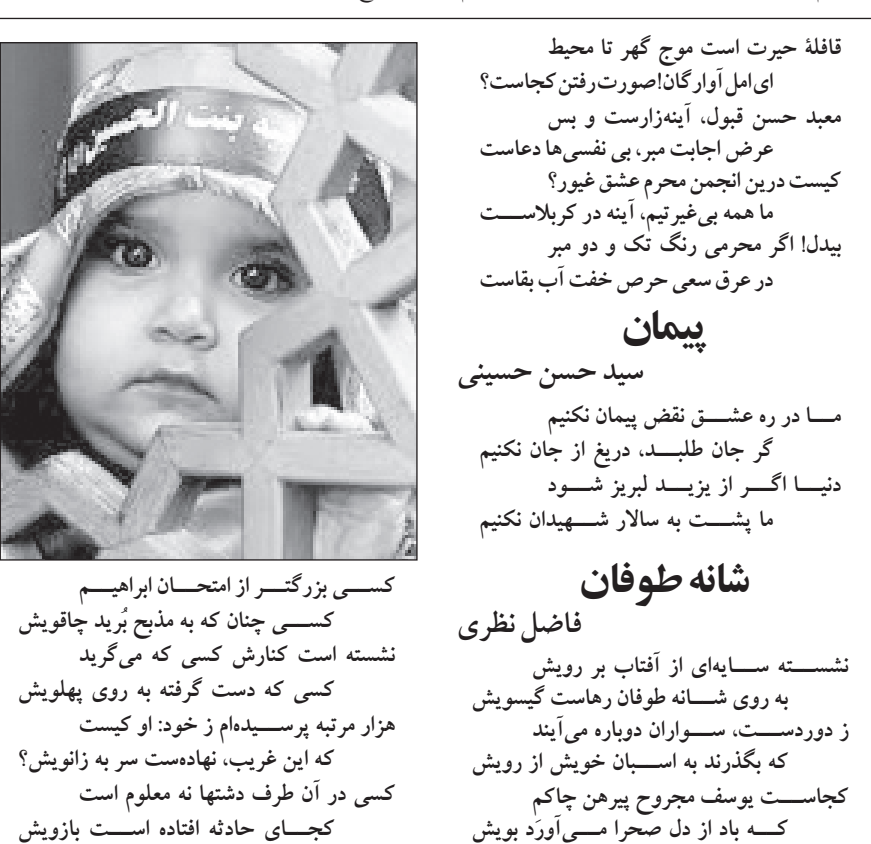 قافلهٔ حیرت است موج گهر تا محیط
ای امل آوارگان! صورت رفتن کجاست؟
معبد حسن قبول، آینه‌زارست و بس
عرض اجابت مبر، بی نفسی‌ها دعاست
کیست درین انجمن محرم عشق غیور؟
ما همه بی‌غیرتیم، آینه در کربلاست
بیدل! اگر محرمی رنگ تک و دو مبر
در عرق سعی حرص خفت آب بقاست
پیمان
سید حسن حسینی
ما در ره عشق نقض پیمان نکنیم
گر جان طلبد، دریغ از جان نکنیم
دنیا اگر از یزید لبریز شود
ما پشت به سالار شهیدان نکنیم
شانه طوفان
فاضل نظری
نشسته سایه‌ای از آفتاب بر رویش
به روی شانه طوفان رهاست گیسویش
ز دوردست، سواران دوباره می‌آیند
که بگذرند به اسبان خویش از رویش
کجاست یوسف مجروح پیرهن چاکم
که باد از دل صحرا می‌آورَد بویش
بنت الحسین
کسی بزرگتر از امتحان ابراهیم
کسی چنان که به مذبح بُرید چاقویش
نشسته است کنارش کسی که می‌گرید
کسی که دست گرفته به روی پهلویش
هزار مرتبه پرسیده‌ام ز خود: او کیست
که این غریب، نهاده‌ست سر به زانویش؟
کسی در آن طرف دشتها نه معلوم است
کجای حادثه افتاده است بازویش